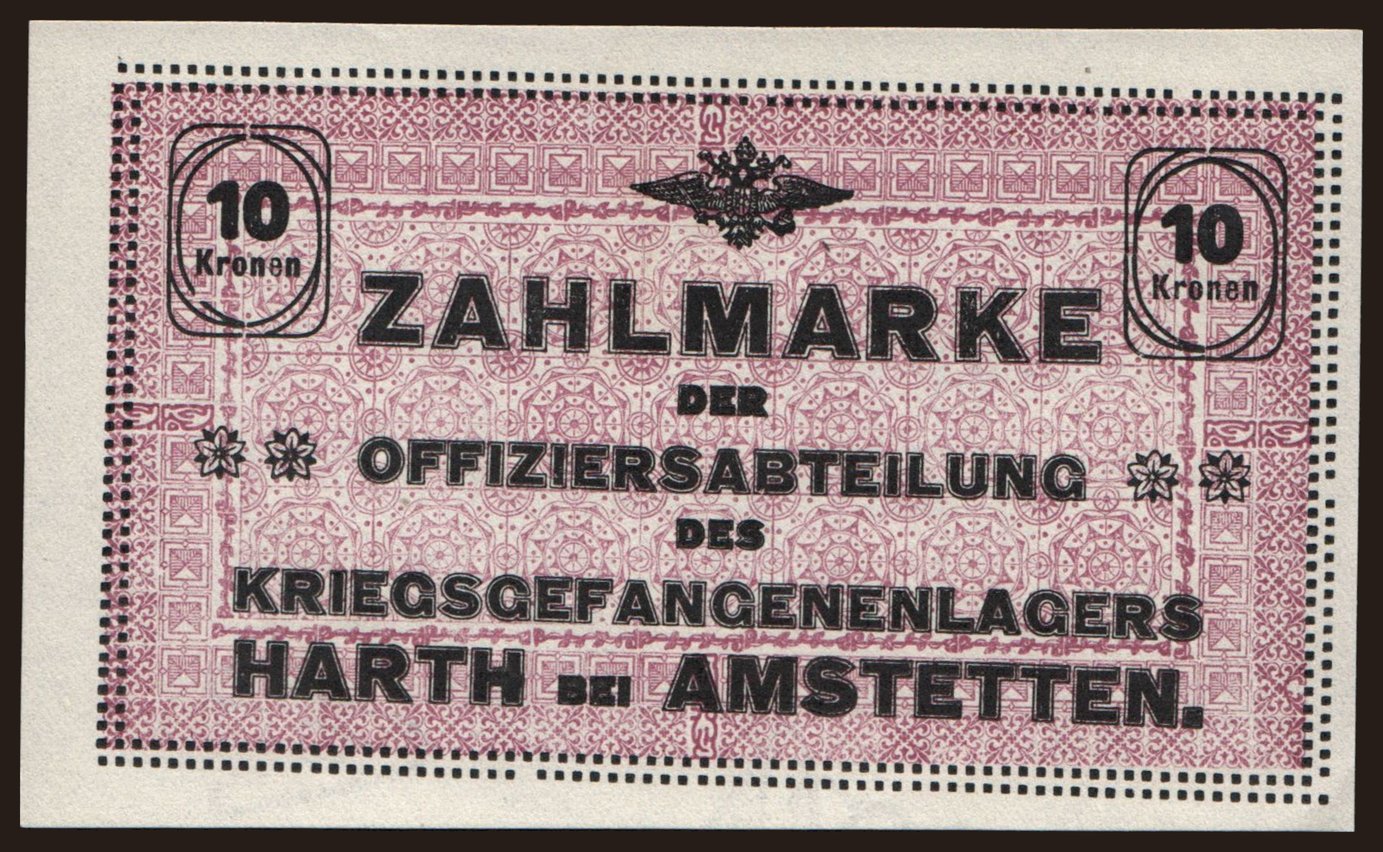 10
Kronen
10
Kronen
ZAHLMARKE
DER
OFFIZIERSABTEILUNG
DES
KRIEGSGEFANGENENLAGERS
HARTH BEI AMSTETTEN.